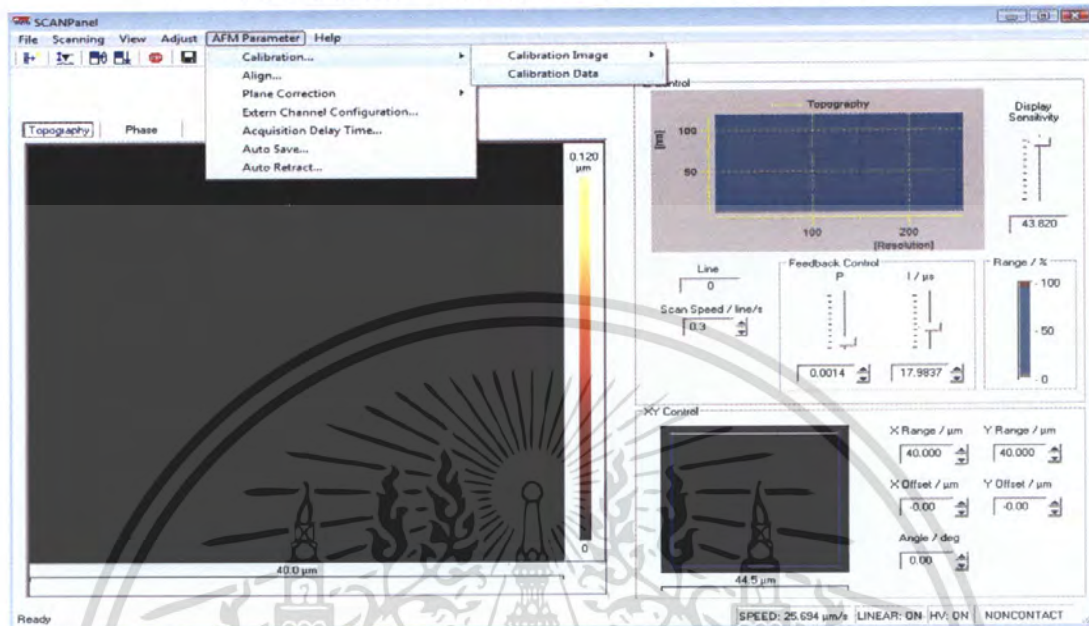 SCANPanel
File Scanning View Adjust AFM Parameter Help
Calibration...
Align...
Plane Correction
Extern Channel Configuration...
Acquisition Delay Time...
Auto Save...
Auto Retract...
Calibration Image
Calibration Data
Topography Phase
0.120
µm
0
40.0 µm
Control
Topography
[nm]
100
50
100 200
[Resolution]
Display
Sensitivity
43.820
Line
0
Scan Speed / line/s
0.3
Feedback Control
P I / µs
0.0014 17.9837
Range / %
100
50
0
XY Control
44.5 µm
X Range / µm Y Range / µm
40.000 40.000
X Offset / µm Y Offset / µm
-0.00 -0.00
Angle / deg
0.00
Ready
SPEED: 25.694 µm/s LINEAR: ON HV: ON NONCONTACT